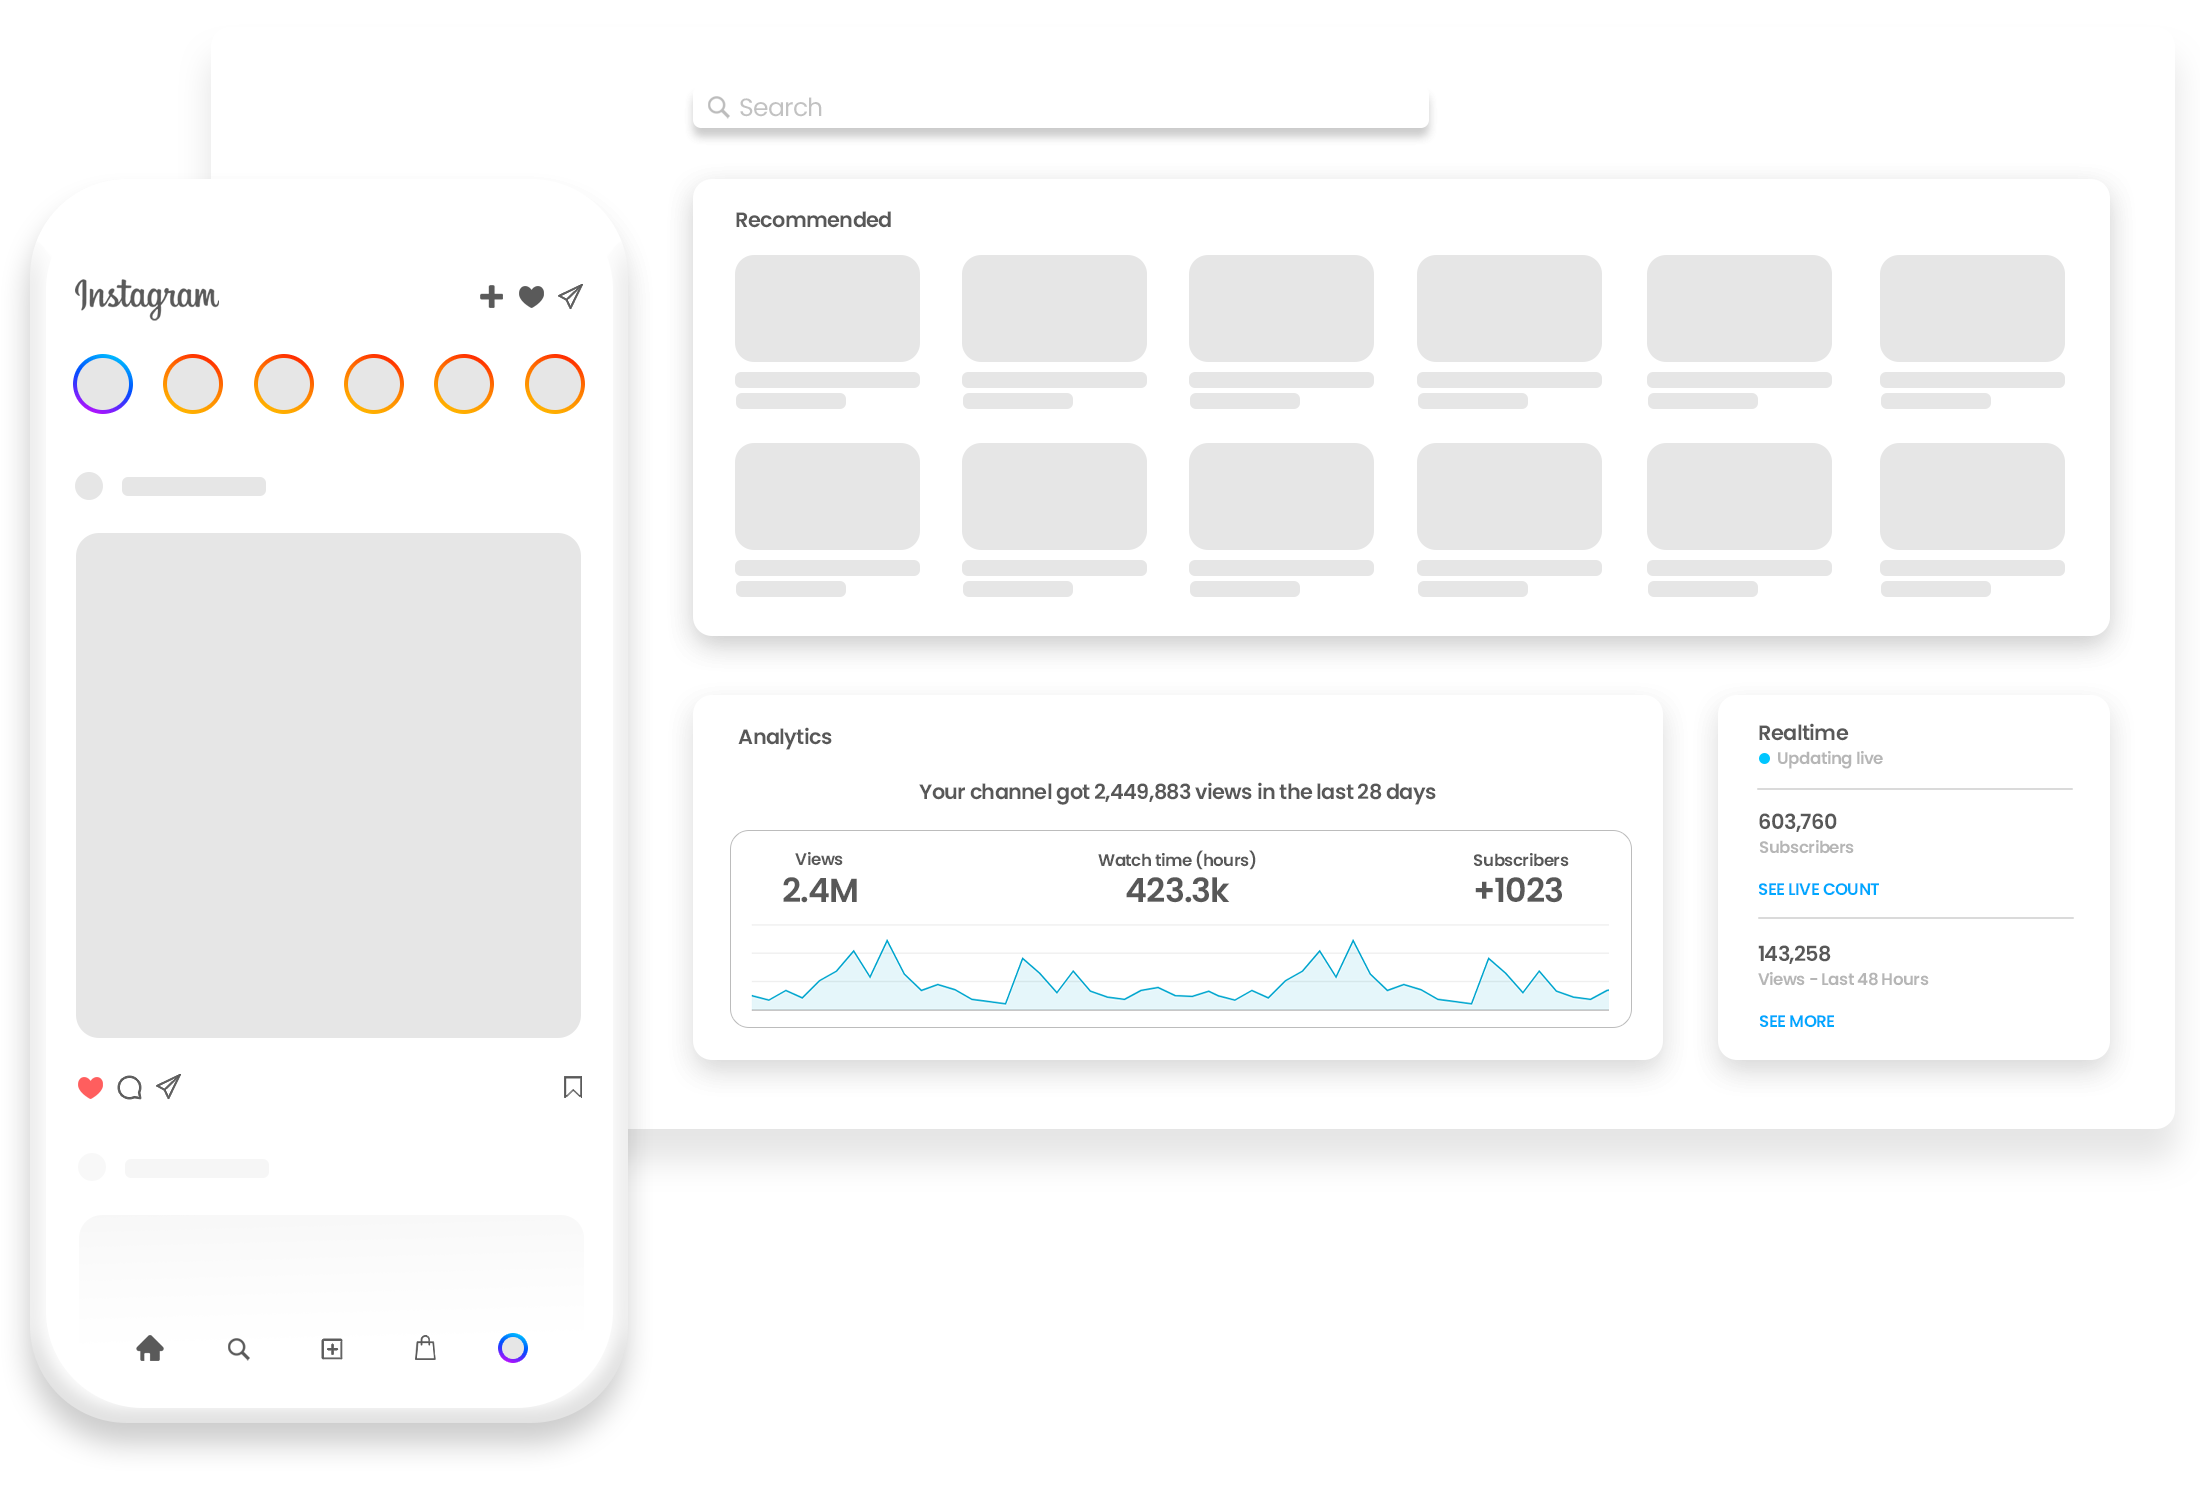 Search
Recommended
Instagram
Analytics
Your channel got 2,449,883 views in the last 28 days
Views
2.4M
Watch time (hours)
423.3k
Subscribers
+1023
Realtime
Updating live
603,760
Subscribers
SEE LIVE COUNT
143,258
Views - Last 48 Hours
SEE MORE